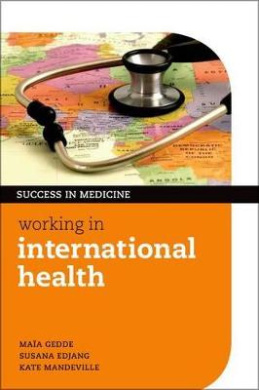 SUCCESS IN MEDICINE
working in
international
health
MAÏA GEDDE
SUSANA EDJANG
KATE MANDEVILLE